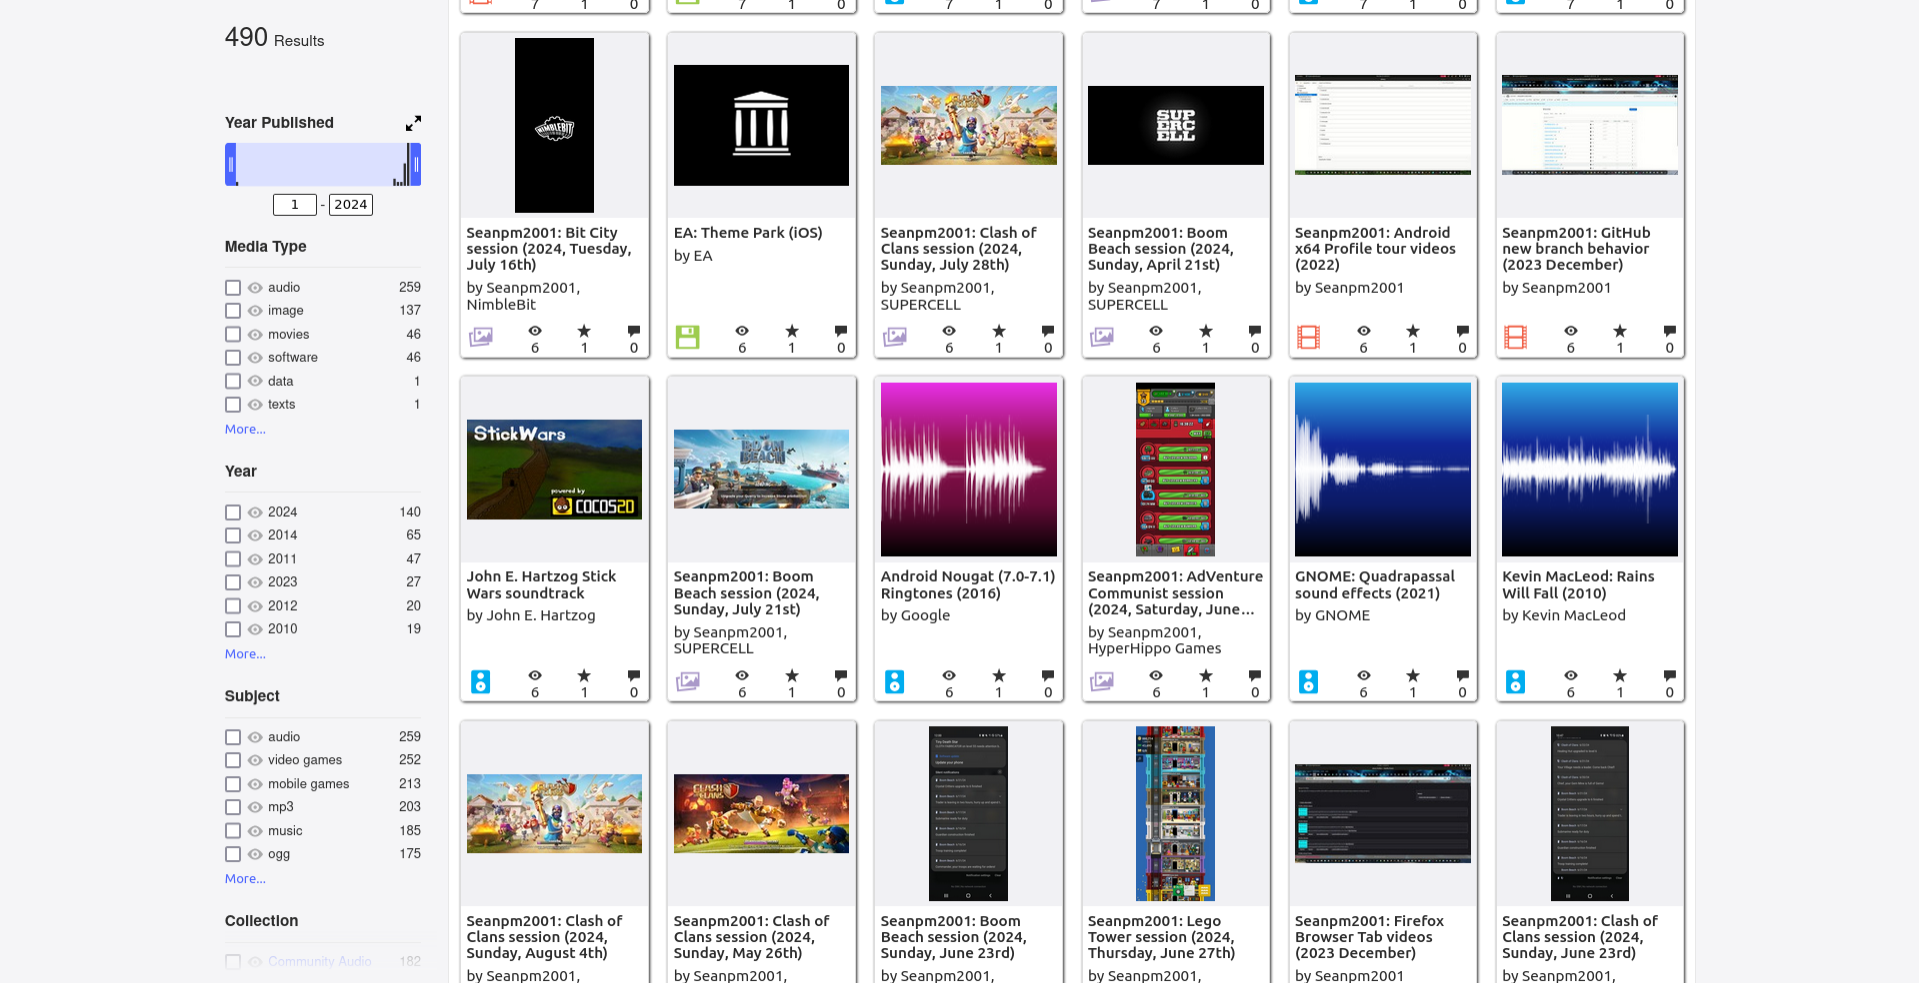 490 Results
Year Published
1 - 2024
Media Type
audio 259
image 137
movies 46
software 46
data 1
texts 1
More...
Year
2024 140
2014 65
2011 47
2023 27
2012 20
2010 19
More...
Subject
audio 259
video games 252
mobile games 213
mp3 203
music 185
ogg 175
More...
Collection
Community Audio 182
7 1 0
7 1 0
7 1 0
7 1 0
7 1 0
7 1 0
NIMBLEBIT
Seanpm2001: Bit City
session (2024, Tuesday,
July 16th)
by Seanpm2001,
NimbleBit
6 1 0
EA: Theme Park (iOS)
by EA
6 1 0
Seanpm2001: Clash of
Clans session (2024,
Sunday, July 28th)
by Seanpm2001,
SUPERCELL
6 1 0
SUP
ERC
ELL
Seanpm2001: Boom
Beach session (2024,
Sunday, April 21st)
by Seanpm2001,
SUPERCELL
6 1 0
Seanpm2001: Android
x64 Profile tour videos
(2022)
by Seanpm2001
6 1 0
Seanpm2001: GitHub
new branch behavior
(2023 December)
by Seanpm2001
6 1 0
StickWars
powered by
COCOS2D
John E. Hartzog Stick
Wars soundtrack
by John E. Hartzog
6 1 0
BOOM
BEACH
Seanpm2001: Boom
Beach session (2024,
Sunday, July 21st)
by Seanpm2001,
SUPERCELL
6 1 0
Android Nougat (7.0-7.1)
Ringtones (2016)
by Google
6 1 0
Seanpm2001: AdVenture
Communist session
(2024, Saturday, June...
by Seanpm2001,
HyperHippo Games
6 1 0
GNOME: Quadrapassal
sound effects (2021)
by GNOME
6 1 0
Kevin MacLeod: Rains
Will Fall (2010)
by Kevin MacLeod
6 1 0
Seanpm2001: Clash of
Clans session (2024,
Sunday, August 4th)
by Seanpm2001,
CLASH
CLANS
Seanpm2001: Clash of
Clans session (2024,
Sunday, May 26th)
by Seanpm2001,
Seanpm2001: Boom
Beach session (2024,
Sunday, June 23rd)
by Seanpm2001,
Seanpm2001: Lego
Tower session (2024,
Thursday, June 27th)
by Seanpm2001,
Seanpm2001: Firefox
Browser Tab videos
(2023 December)
by Seanpm2001
Seanpm2001: Clash of
Clans session (2024,
Sunday, June 23rd)
by Seanpm2001,